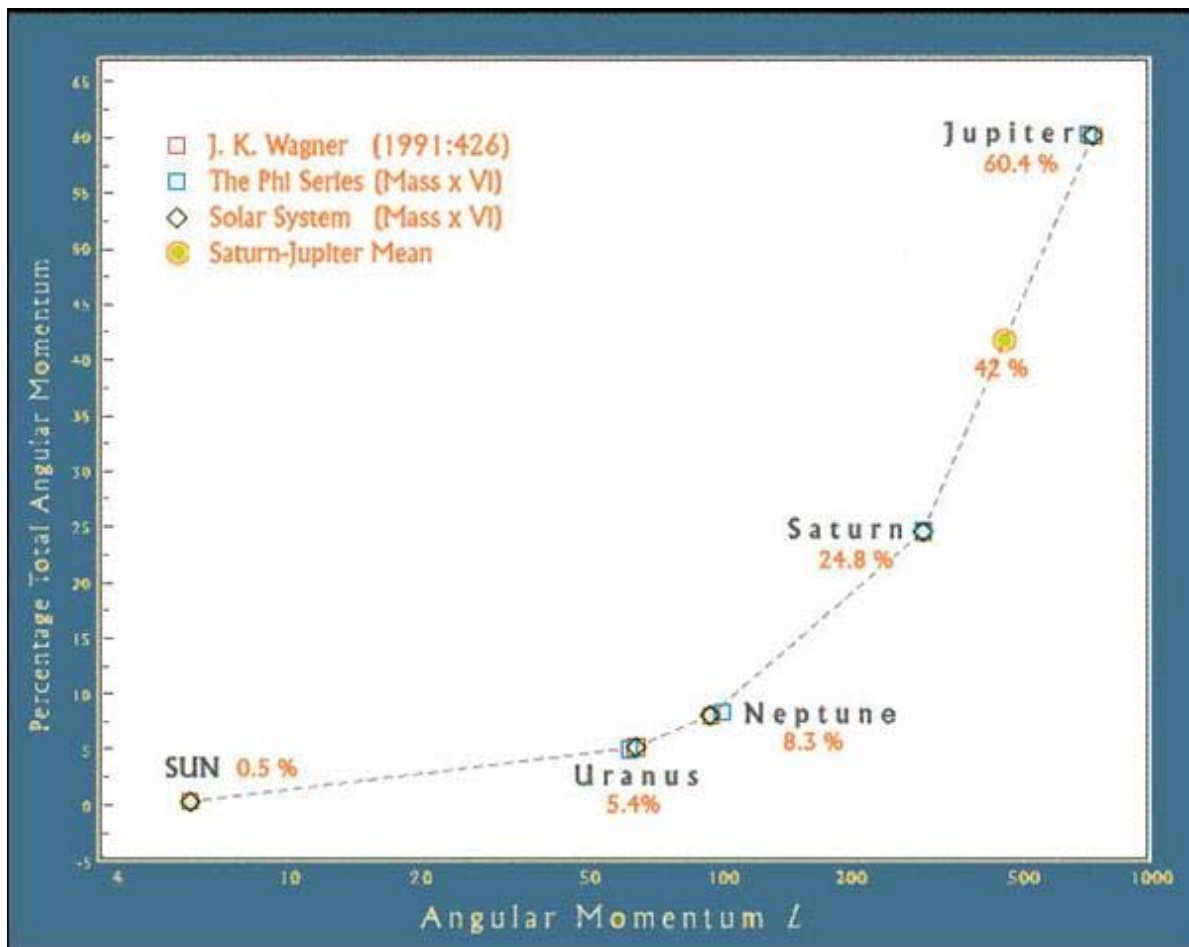 Percentage Total Angular Momentum
65
60
55
50
45
40
35
30
25
20
15
10
5
0
-5
J. K. Wagner (1991:426)
The Phi Series (Mass x VI)
Solar System (Mass x VI)
Saturn-Jupiter Mean
Jupiter
60.4 %
42 %
Saturn
24.8 %
Neptune
8.3 %
Uranus
5.4%
SUN 0.5 %
4 10 20 50 100 200 500 1000
Angular Momentum L